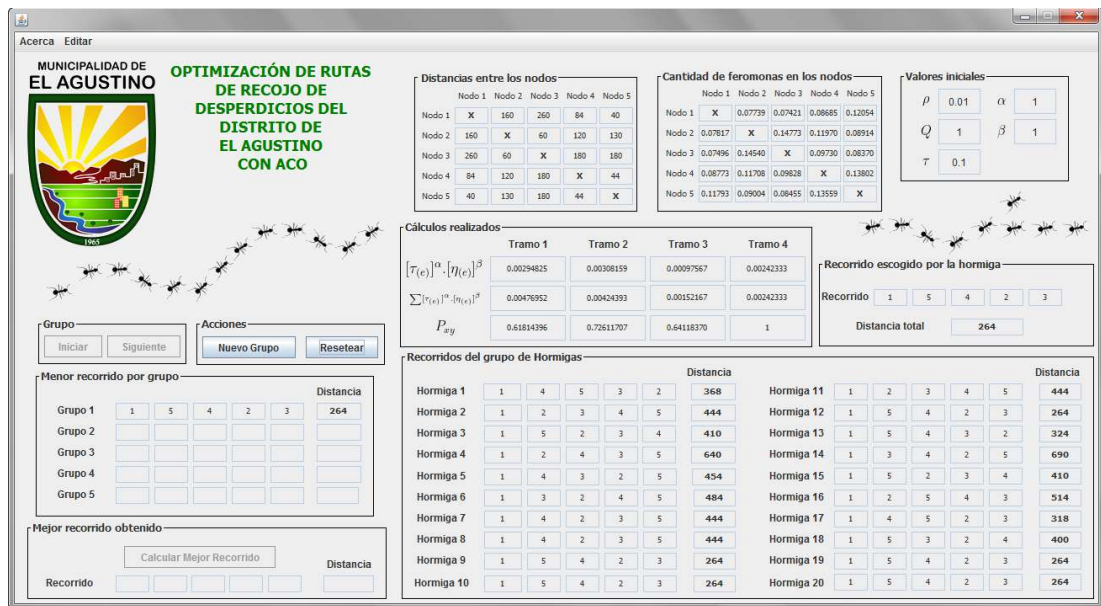 Acerca Editar
MUNICIPALIDAD DE
EL AGUSTINO
1965
OPTIMIZACIÓN DE RUTAS
DE RECOJO DE
DESPERDICIOS DEL
DISTRITO DE
EL AGUSTINO
CON ACO
Distancias entre los nodos
Nodo 1 Nodo 2 Nodo 3 Nodo 4 Nodo 5
Nodo 1 X 160 260 84 40
Nodo 2 160 X 60 120 130
Nodo 3 260 60 X 180 180
Nodo 4 84 120 180 X 44
Nodo 5 40 130 180 44 X
Cantidad de feromonas en los nodos
Nodo 1 Nodo 2 Nodo 3 Nodo 4 Nodo 5
Nodo 1 X 0.07739 0.07421 0.08685 0.12054
Nodo 2 0.07817 X 0.14773 0.11970 0.08914
Nodo 3 0.07496 0.14540 X 0.09730 0.08370
Nodo 4 0.08773 0.11708 0.09828 X 0.13802
Nodo 5 0.11793 0.09004 0.08455 0.13559 X
Valores iniciales
ρ 0.01 α 1
Q 1 β 1
τ 0.1
Cálculos realizados
Tramo 1 Tramo 2 Tramo 3 Tramo 4
[τ(e)]^α.[η(e)]^β 0.00294825 0.00308159 0.00097567 0.00242333
∑[τ(e)]^α.[η(e)]^β 0.00476952 0.00424393 0.00152167 0.00242333
Pxy 0.61814396 0.72611707 0.64118370 1
Recorrido escogido por la hormiga
Recorrido 1 5 4 2 3
Distancia total 264
Grupo
Iniciar Siguiente
Acciones
Nuevo Grupo Resetear
Menor recorrido por grupo
Distancia
Grupo 1 1 5 4 2 3 264
Grupo 2
Grupo 3
Grupo 4
Grupo 5
Mejor recorrido obtenido
Calcular Mejor Recorrido
Distancia
Recorrido
Recorridos del grupo de Hormigas
Distancia
Hormiga 1 1 4 5 3 2 368
Hormiga 2 1 2 3 4 5 444
Hormiga 3 1 5 2 3 4 410
Hormiga 4 1 2 4 3 5 640
Hormiga 5 1 4 3 2 5 454
Hormiga 6 1 3 2 4 5 484
Hormiga 7 1 4 2 3 5 444
Hormiga 8 1 4 2 3 5 444
Hormiga 9 1 5 4 2 3 264
Hormiga 10 1 5 4 2 3 264
Distancia
Hormiga 11 1 2 3 4 5 444
Hormiga 12 1 5 4 2 3 264
Hormiga 13 1 5 4 3 2 324
Hormiga 14 1 3 4 2 5 690
Hormiga 15 1 5 2 3 4 410
Hormiga 16 1 2 5 4 3 514
Hormiga 17 1 4 5 2 3 318
Hormiga 18 1 5 3 2 4 400
Hormiga 19 1 5 4 2 3 264
Hormiga 20 1 5 4 2 3 264